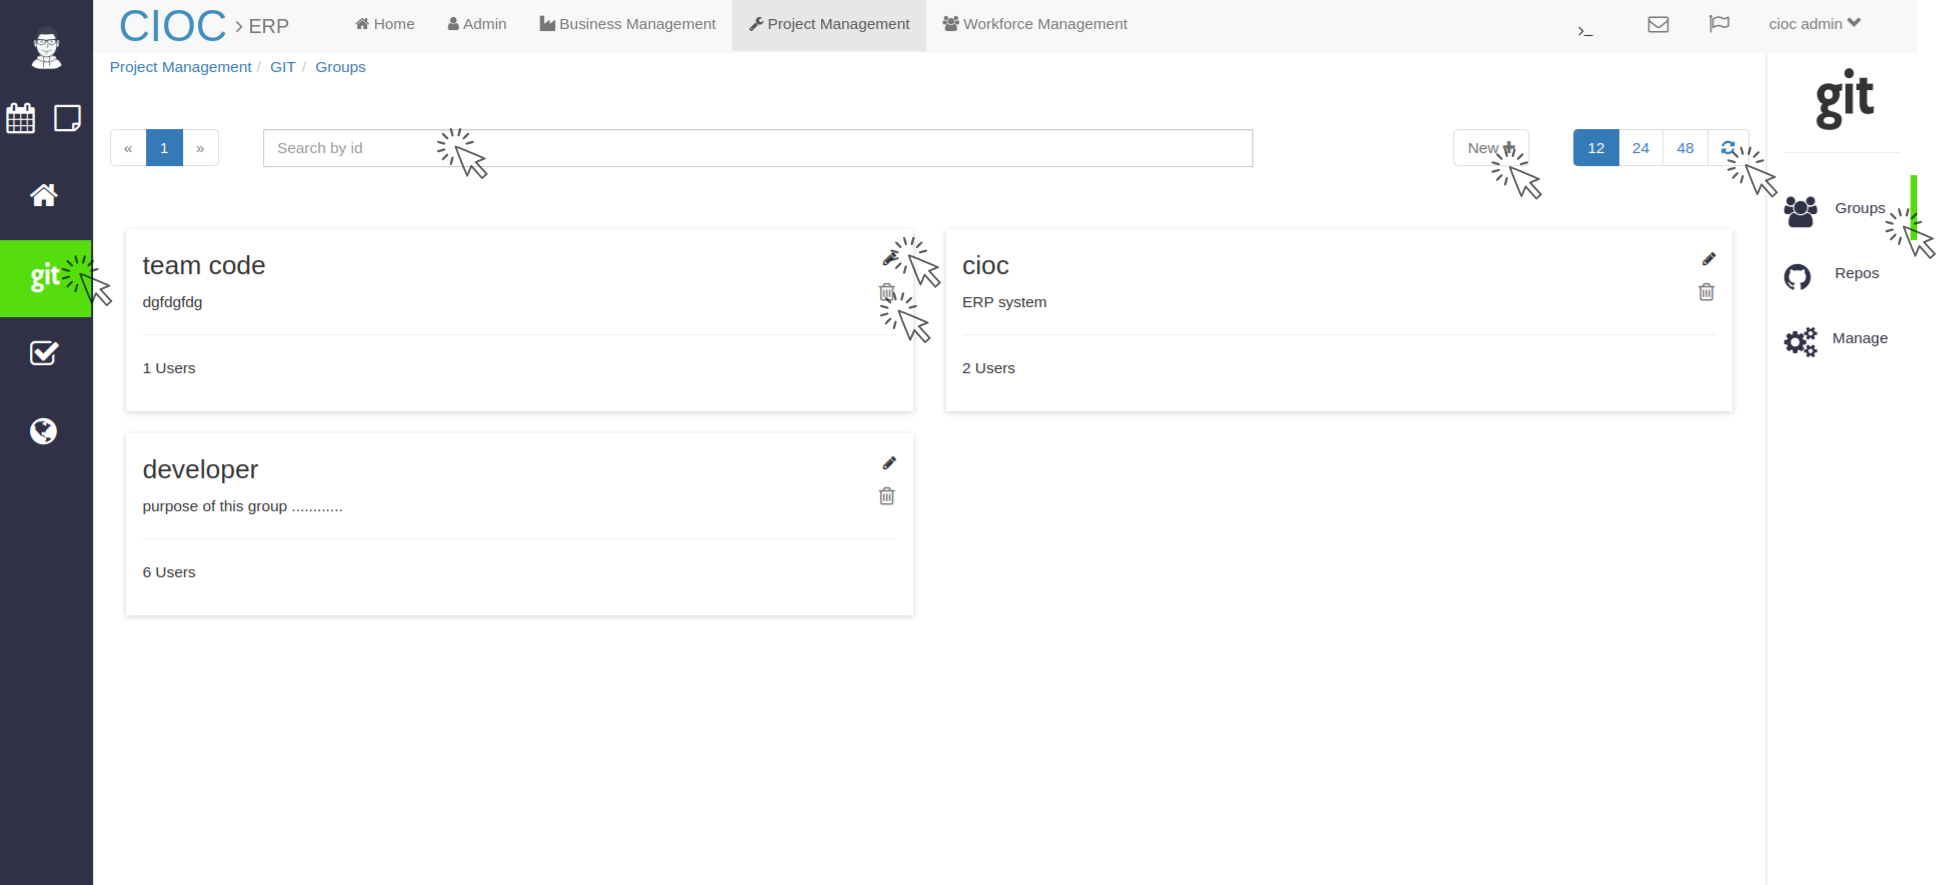 CIOC > ERP Home Admin Business Management Project Management Workforce Management >_ cioc admin
Project Management / GIT / Groups
git
« 1 » Search by id New 12 24 48
Groups
Repos
Manage
git
team code
dgfdgfdg
1 Users
cioc
ERP system
2 Users
developer
purpose of this group ............
6 Users